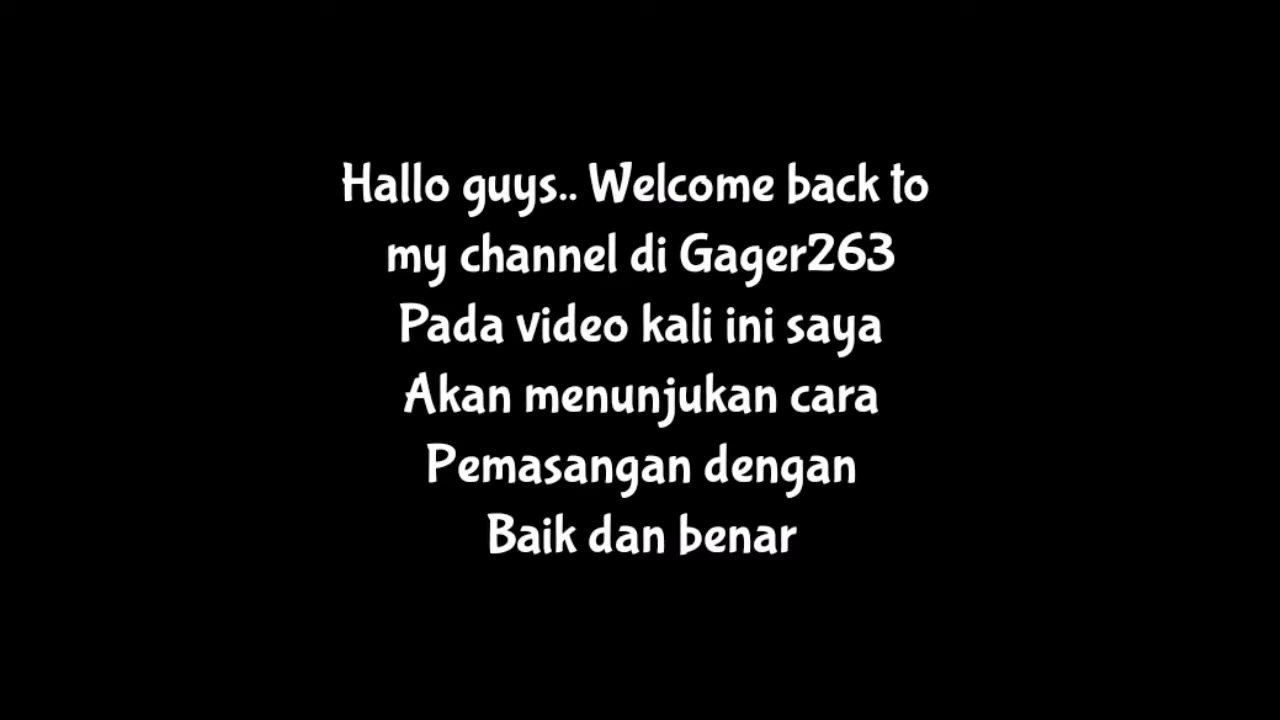 Hallo guys.. Welcome back to
my channel di Gager263
Pada video kali ini saya
Akan menunjukan cara
Pemasangan dengan
Baik dan benar